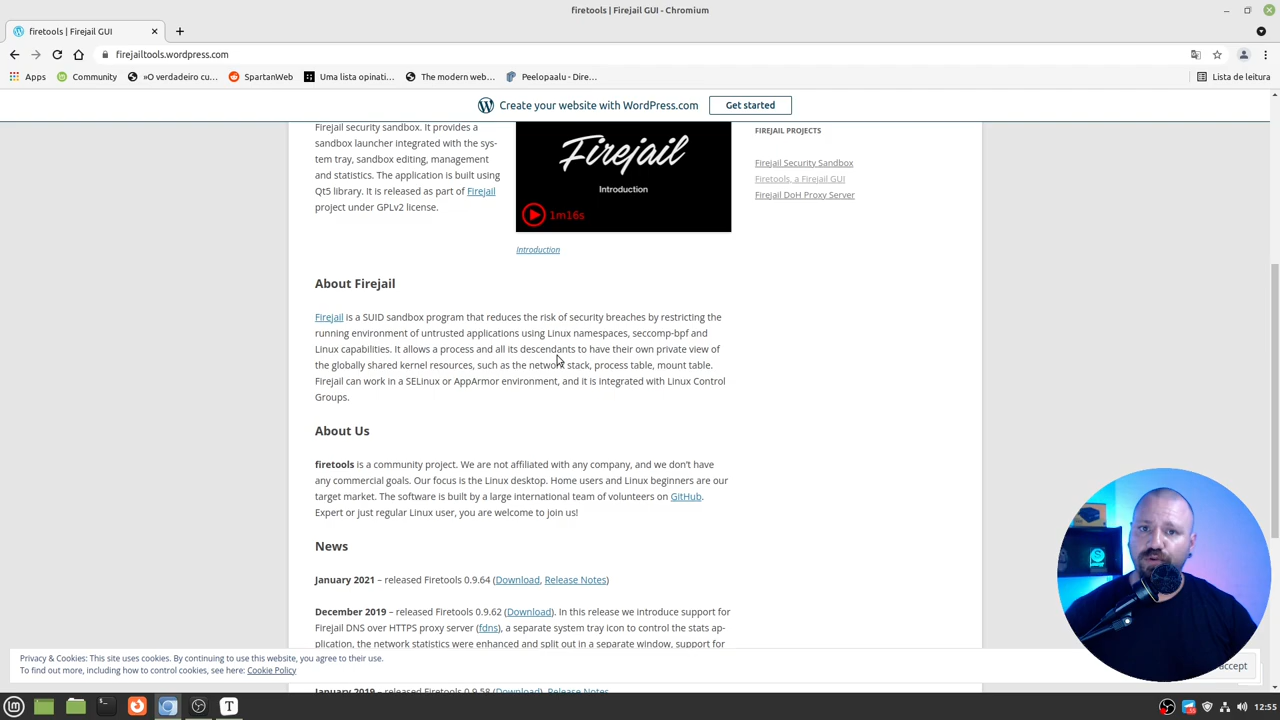 firetools | Firejail GUI - Chromium
firetools | Firejail GUI
firejailtools.wordpress.com
Apps
Community
»O verdadeiro cu…
SpartanWeb
Uma lista opinati…
The modern web…
Peelopaalu - Dire…
Lista de leitura
Create your website with WordPress.com
Get started
Firejail security sandbox. It provides a
sandbox launcher integrated with the sys-
tem tray, sandbox editing, management
and statistics. The application is built using
Qt5 library. It is released as part of Firejail
project under GPLv2 license.
Firejail
Introduction
1m16s
Introduction
FIREJAIL PROJECTS
Firejail Security Sandbox
Firetools, a Firejail GUI
Firejail DoH Proxy Server
About Firejail
Firejail is a SUID sandbox program that reduces the risk of security breaches by restricting the
running environment of untrusted applications using Linux namespaces, seccomp-bpf and
Linux capabilities. It allows a process and all its descendants to have their own private view of
the globally shared kernel resources, such as the network stack, process table, mount table.
Firejail can work in a SELinux or AppArmor environment, and it is integrated with Linux Control
Groups.
About Us
firetools is a community project. We are not affiliated with any company, and we don't have
any commercial goals. Our focus is the Linux desktop. Home users and Linux beginners are our
target market. The software is built by a large international team of volunteers on GitHub.
Expert or just regular Linux user, you are welcome to join us!
News
January 2021 – released Firetools 0.9.64 (Download, Release Notes)
December 2019 – released Firetools 0.9.62 (Download). In this release we introduce support for
Firejail DNS over HTTPS proxy server (fdns), a separate system tray icon to control the stats ap-
plication, the network statistics were enhanced and split out in a separate window, support for
Privacy & Cookies: This site uses cookies. By continuing to use this website, you agree to their use.
To find out more, including how to control cookies, see here: Cookie Policy
accept
January 2019 – released Firetools 0.9.58 (Download), Release Notes
12:55